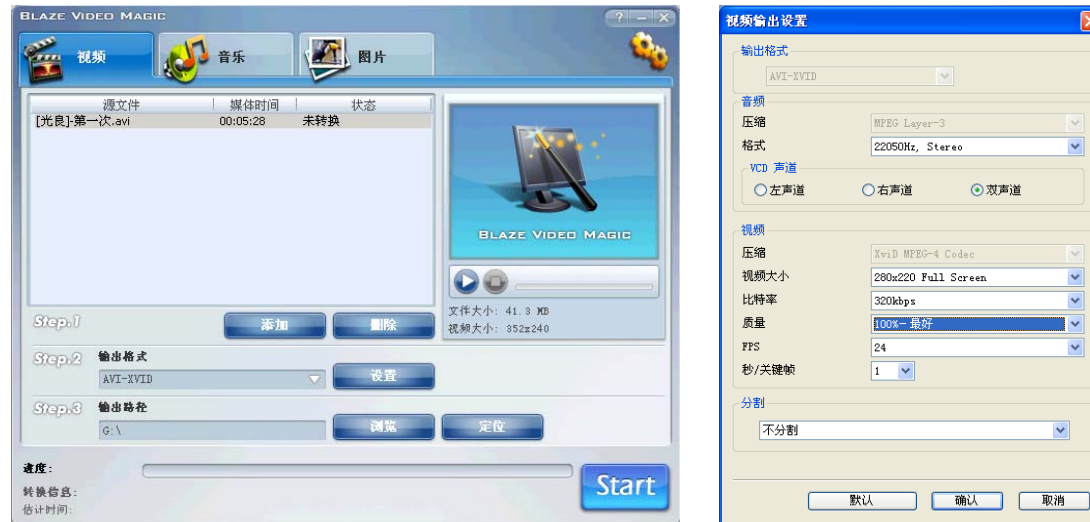 BLAZE VIDEO MAGIC
视频
音乐
图片
源文件 媒体时间 状态
[光良]-第一次.avi 00:05:28 未转换
BLAZE VIDEO MAGIC
文件大小: 41.3 MB
视频大小: 352x240
Step.1 添加 删除
Step.2 输出格式
AVI-XVID 设置
Step.3 输出路径
G:\ 浏览 定位
速度:
转换信息:
估计时间:
Start
视频输出设置
输出格式
AVI-XVID
音频
压缩 MPEG Layer-3
格式 22050Hz, Stereo
VCD 声道
左声道 右声道 双声道
视频
压缩 XviD MPEG-4 Codec
视频大小 280x220 Full Screen
比特率 320kbps
质量 100%-最好
FPS 24
秒/关键帧 1
分割
不分割
默认 确认 取消